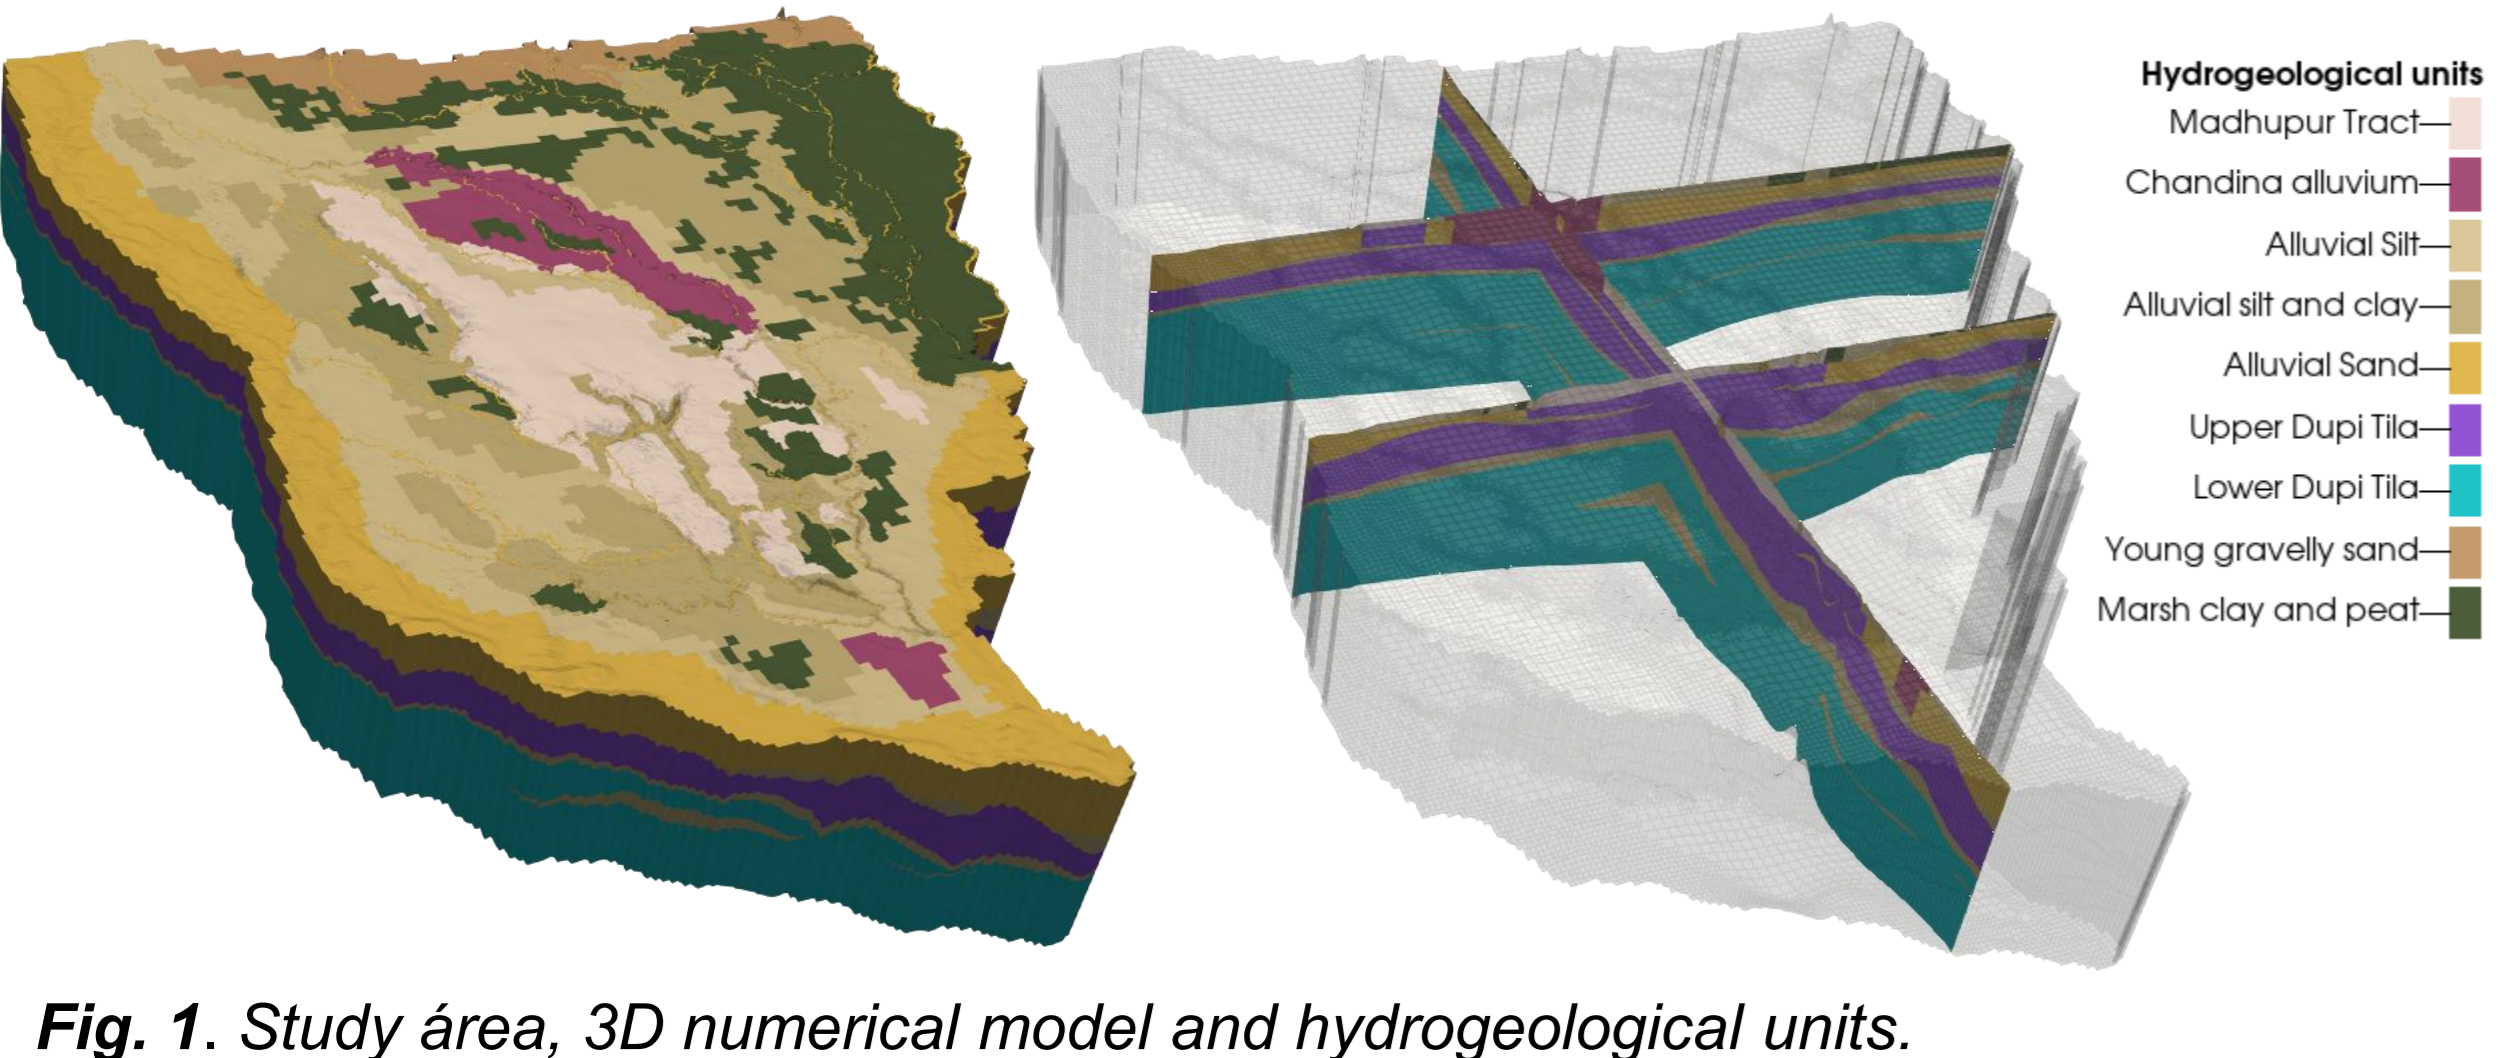 Hydrogeological units
Madhupur Tract
Chandina alluvium
Alluvial Silt
Alluvial silt and clay
Alluvial Sand
Upper Dupi Tila
Lower Dupi Tila
Young gravelly sand
Marsh clay and peat
Fig. 1. Study área, 3D numerical model and hydrogeological units.